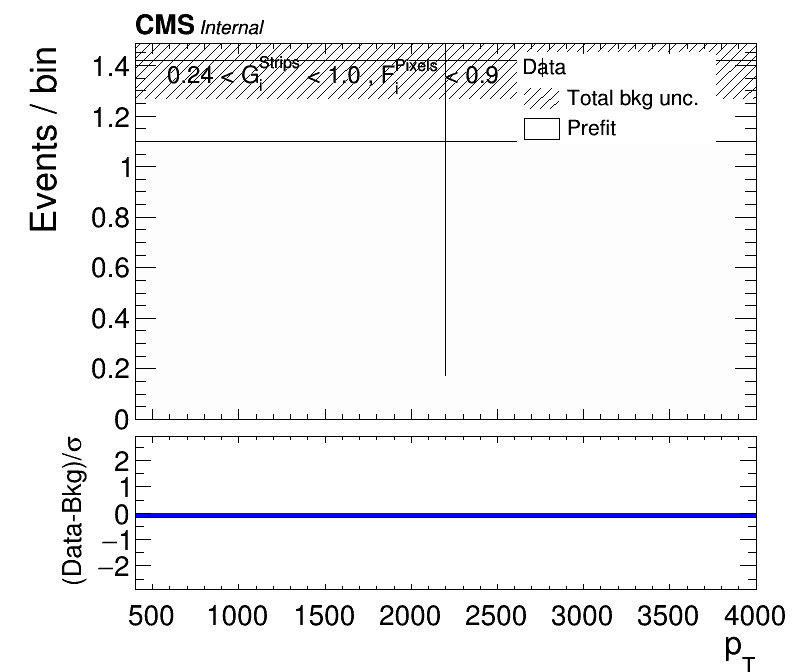 CMS Internal
Events / bin
1.4
1.2
1
0.8
0.6
0.4
0.2
0
0.24 < G_i^Strips < 1.0 , F_i^Pixels < 0.9
Data
Total bkg unc.
Prefit
(Data-Bkg)/σ
2
1
0
−1
−2
500 1000 1500 2000 2500 3000 3500 4000
p_T